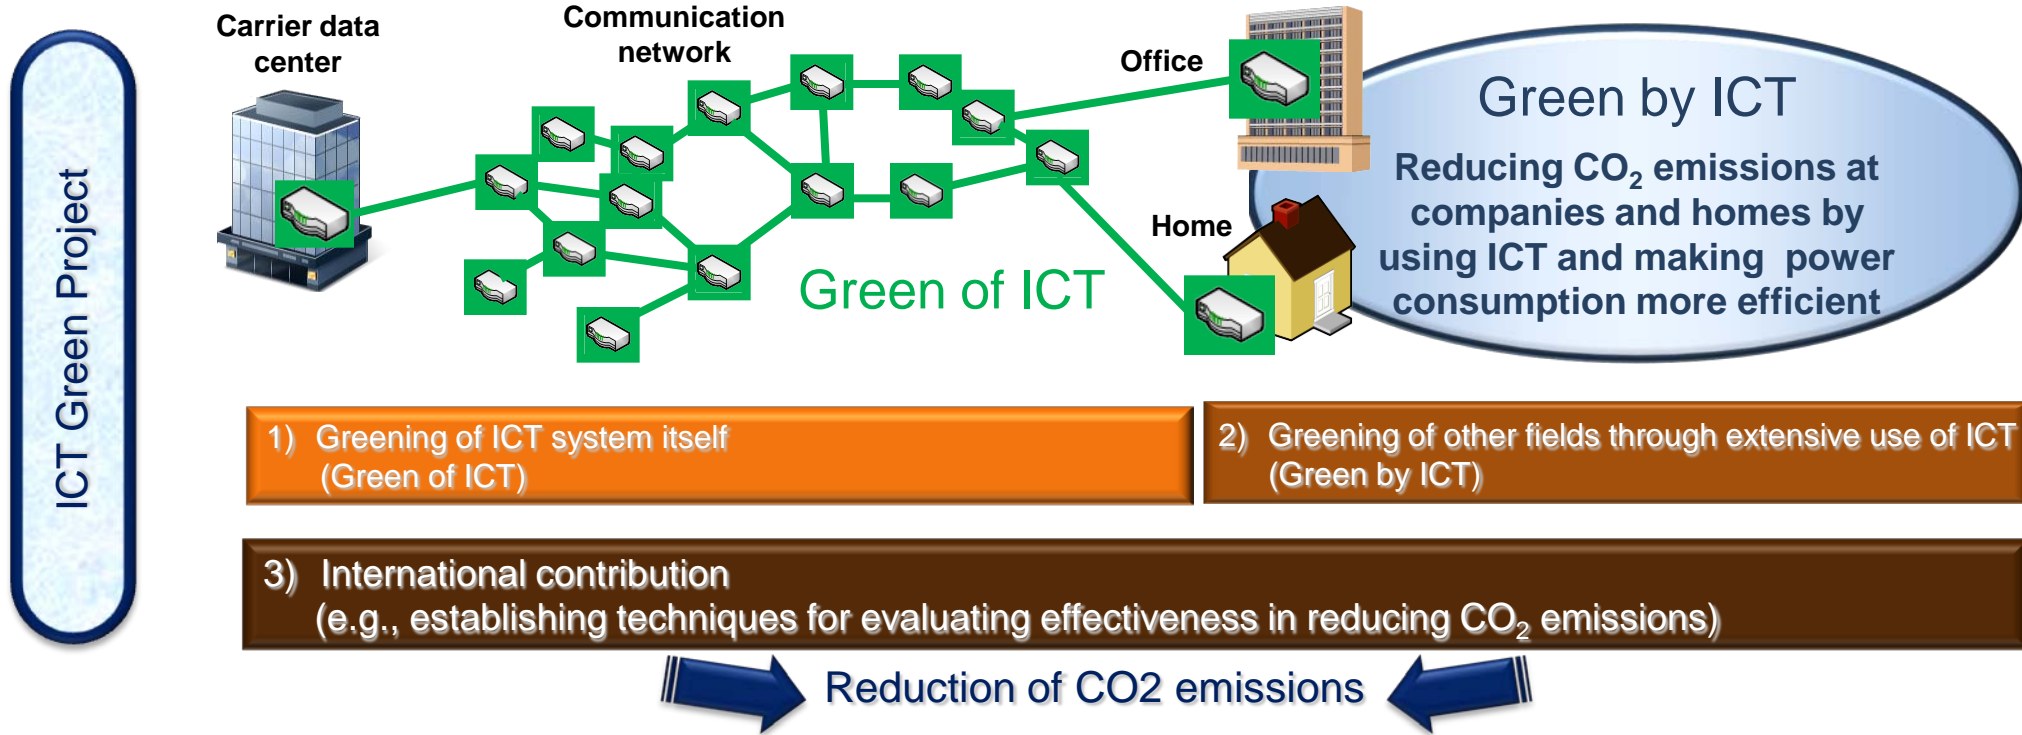 ICT Green Project
Carrier data
center
Communication
network
Office
Home
Green of ICT
Green by ICT
Reducing CO₂ emissions at
companies and homes by
using ICT and making power
consumption more efficient
1) Greening of ICT system itself
(Green of ICT)
2) Greening of other fields through extensive use of ICT
(Green by ICT)
3) International contribution
(e.g., establishing techniques for evaluating effectiveness in reducing CO₂ emissions)
Reduction of CO2 emissions